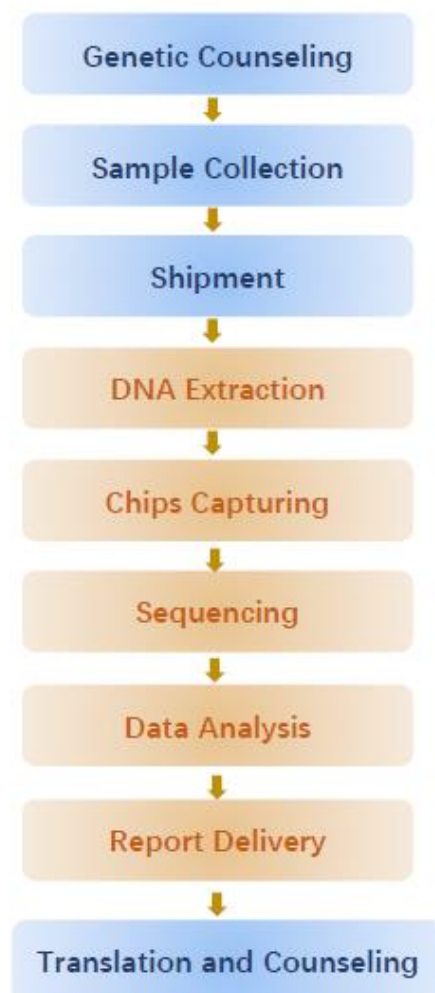 Genetic Counseling
Sample Collection
Shipment
DNA Extraction
Chips Capturing
Sequencing
Data Analysis
Report Delivery
Translation and Counseling